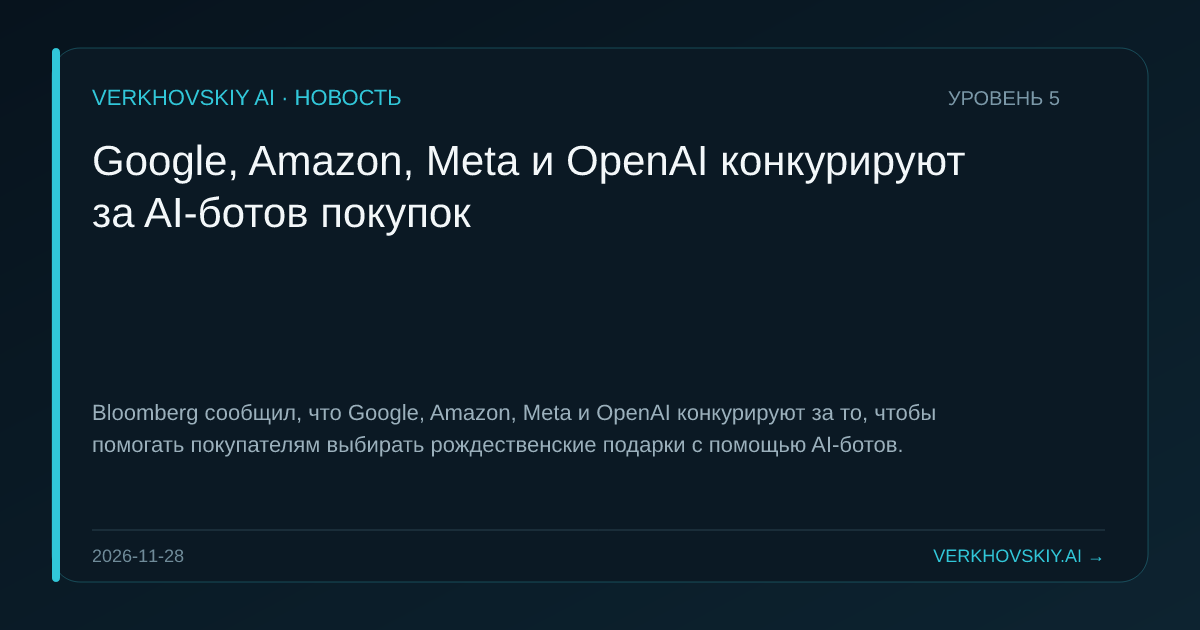 VERKHOVSKIY AI · НОВОСТЬ
УРОВЕНЬ 5
Google, Amazon, Meta и OpenAI конкурируют
за AI-ботов покупок
Bloomberg сообщил, что Google, Amazon, Meta и OpenAI конкурируют за то, чтобы
помогать покупателям выбирать рождественские подарки с помощью AI-ботов.
2026-11-28
VERKHOVSKIY.AI →